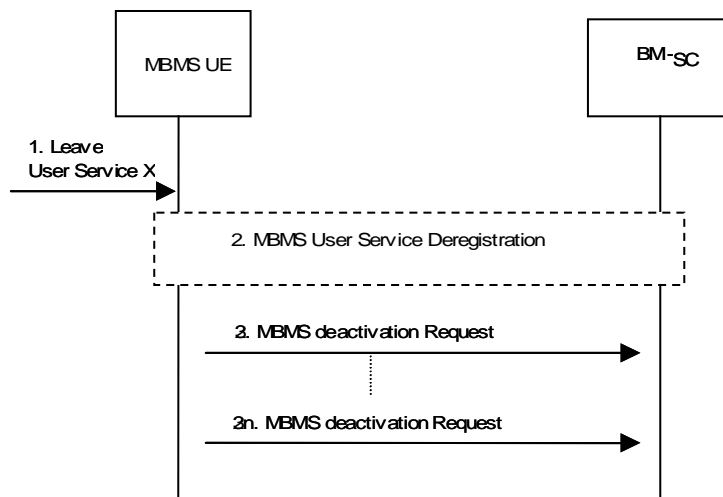 MBMS UE
BM-SC
1. Leave
User Service X
2. MBMS User Service Deregistration
3. MBMS deactivation Request
3n. MBMS deactivation Request